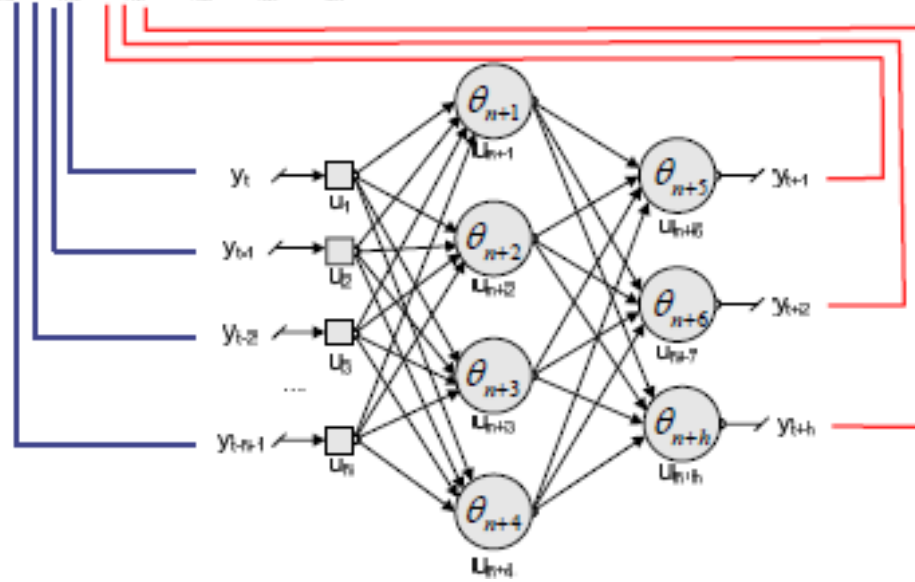 θn+1
un+1
yt
u1
θn+5
yt+1
yt-1
u2
θn+2
un+2
un+6
θn+6
yt+2
yt-2
u3
...
θn+3
un+3
un+7
θn+h
yt+h
yt-n+1
un
un+h
θn+4
un+4